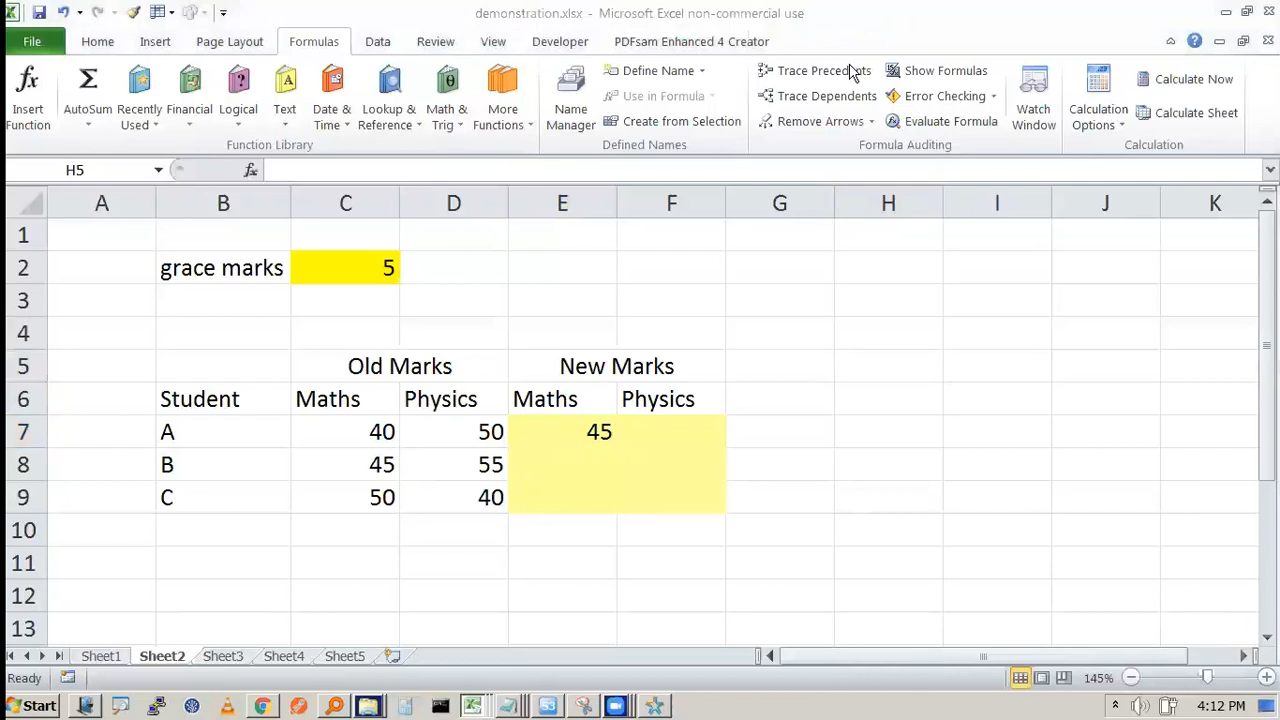 demonstration.xlsx - Microsoft Excel non-commercial use
File Home Insert Page Layout Formulas Data Review View Developer PDFsam Enhanced 4 Creator
Insert Function
AutoSum
Recently Used
Financial
Logical
Text
Date & Time
Lookup & Reference
Math & Trig
More Functions
Function Library
Name Manager
Define Name
Use in Formula
Create from Selection
Defined Names
Trace Precedents
Trace Dependents
Remove Arrows
Show Formulas
Error Checking
Evaluate Formula
Formula Auditing
Watch Window
Calculation Options
Calculate Now
Calculate Sheet
Calculation
H5 fx
A B C D E F G H I J K
1
2 grace marks 5
3
4
5 Old Marks New Marks
6 Student Maths Physics Maths Physics
7 A 40 50 45
8 B 45 55
9 C 50 40
10
11
12
13
Sheet1 Sheet2 Sheet3 Sheet4 Sheet5
Ready 145%
Start 4:12 PM